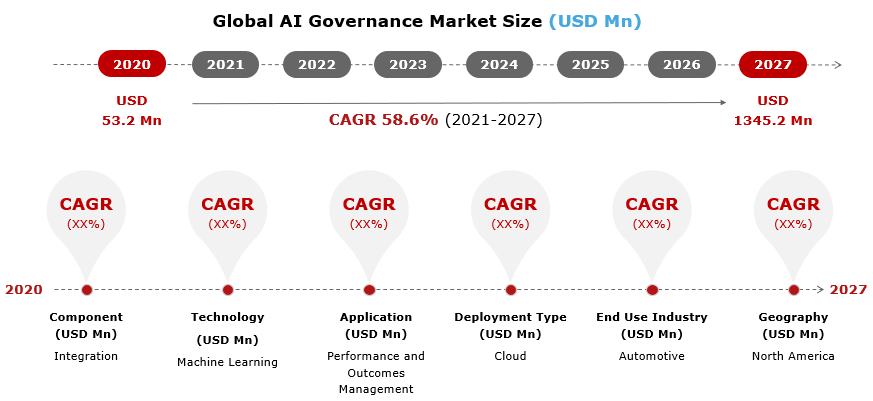 Global AI Governance Market Size (USD Mn)
2020 2021 2022 2023 2024 2025 2026 2027
USD
53.2 Mn
CAGR 58.6% (2021-2027)
USD
1345.2 Mn
CAGR
(XX%)
CAGR
(XX%)
CAGR
(XX%)
CAGR
(XX%)
CAGR
(XX%)
CAGR
(XX%)
2020
2027
Component
(USD Mn)
Integration
Technology
(USD Mn)
Machine Learning
Application
(USD Mn)
Performance and
Outcomes
Management
Deployment Type
(USD Mn)
Cloud
End Use Industry
(USD Mn)
Automotive
Geography
(USD Mn)
North America